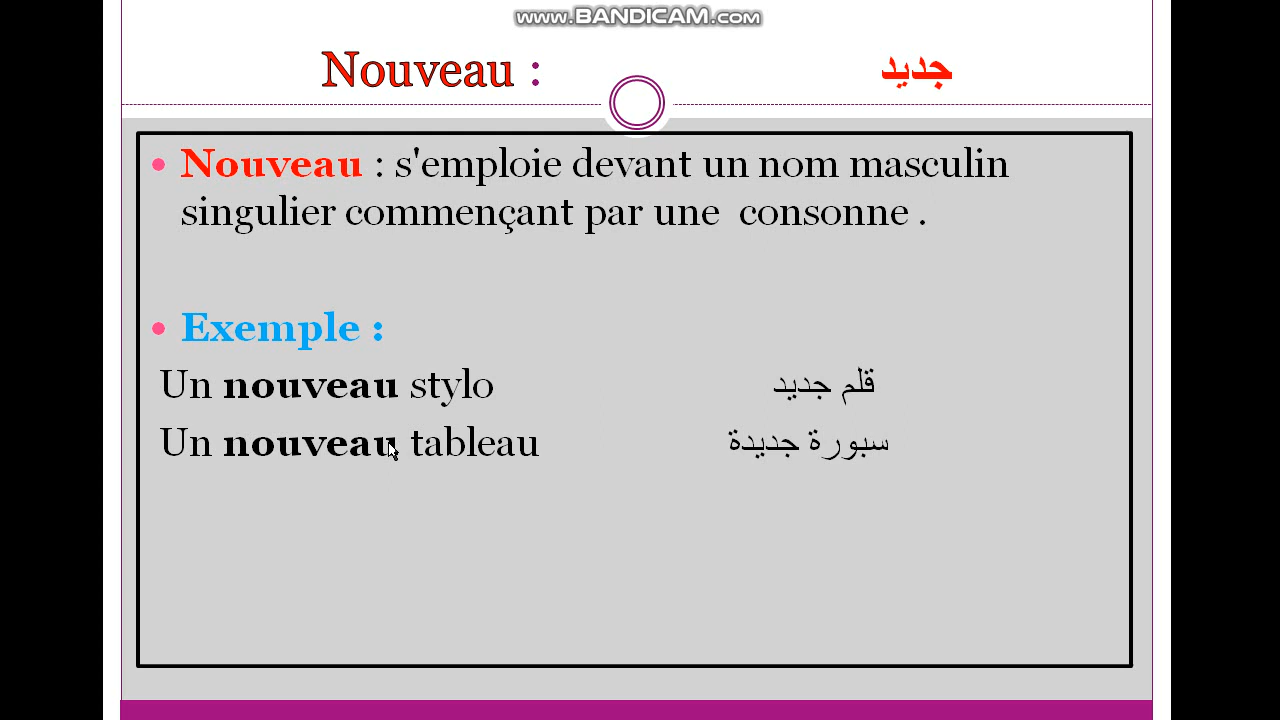 www.BANDICAM.com
Nouveau : جديد
Nouveau : s'emploie devant un nom masculin
singulier commençant par une consonne .
Exemple :
Un nouveau stylo قلم جديد
Un nouveau tableau سبورة جديدة